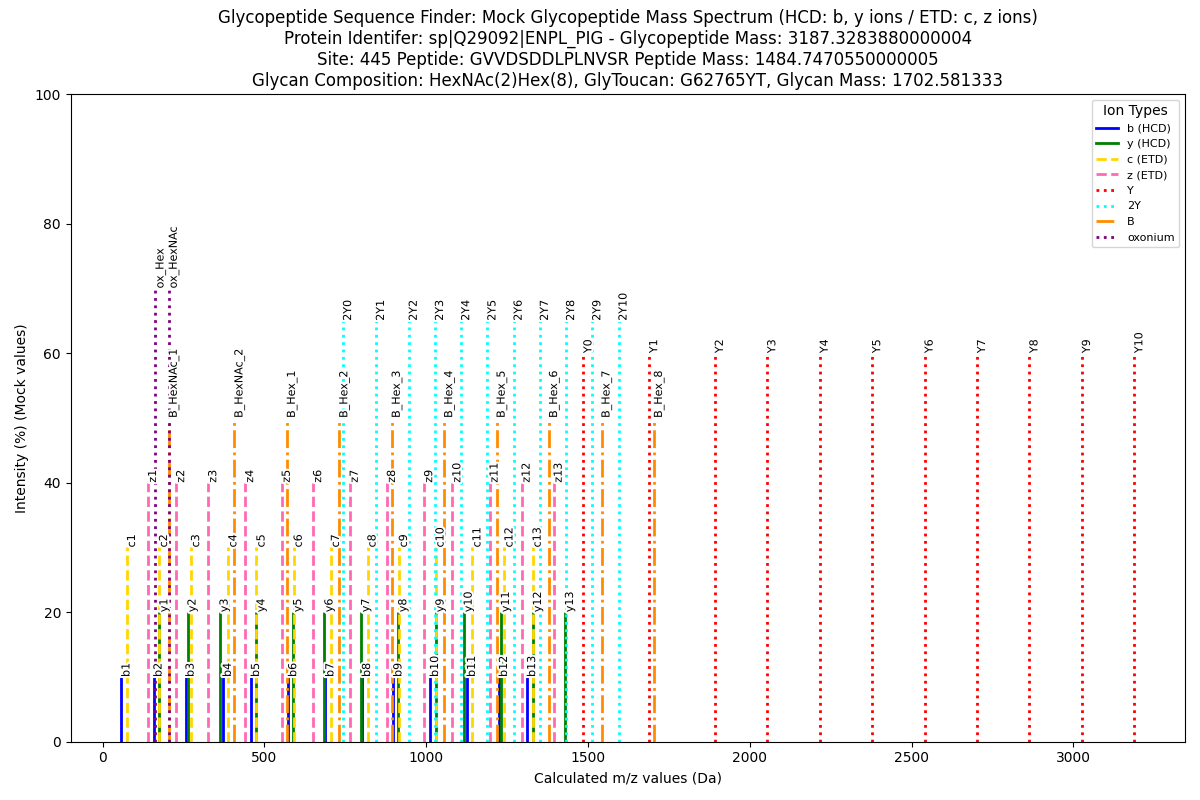 Glycopeptide Sequence Finder: Mock Glycopeptide Mass Spectrum (HCD: b, y ions / ETD: c, z ions)
Protein Identifer: sp|Q29092|ENPL_PIG - Glycopeptide Mass: 3187.3283880000004
Site: 445 Peptide: GVVDSDDLPLNVSR Peptide Mass: 1484.7470550000005
Glycan Composition: HexNAc(2)Hex(8), GlyToucan: G62765YT, Glycan Mass: 1702.581333
Intensity (%) (Mock values)
100
80
60
40
20
0
Ion Types
b (HCD)
y (HCD)
c (ETD)
z (ETD)
Y
2Y
B
oxonium
ox_Hex
ox_HexNAc
2Y0
2Y1
2Y2
2Y3
2Y4
2Y5
2Y6
2Y7
2Y8
2Y9
2Y10
Y0
Y1
Y2
Y3
Y4
Y5
Y6
Y7
Y8
Y9
Y10
B_HexNAc_1
B_HexNAc_2
B_Hex_1
B_Hex_2
B_Hex_3
B_Hex_4
B_Hex_5
B_Hex_6
B_Hex_7
B_Hex_8
z1
z2
z3
z4
z5
z6
z7
z8
z9
z10
z11
z12
z13
c1
c2
c3
c4
c5
c6
c7
c8
c9
c10
c11
c12
c13
y1
y2
y3
y4
y5
y6
y7
y8
y9
y10
y11
y12
y13
b1
b2
b3
b4
b5
b6
b7
b8
b9
b10
b11
b12
b13
0
500
1000
1500
2000
2500
3000
Calculated m/z values (Da)